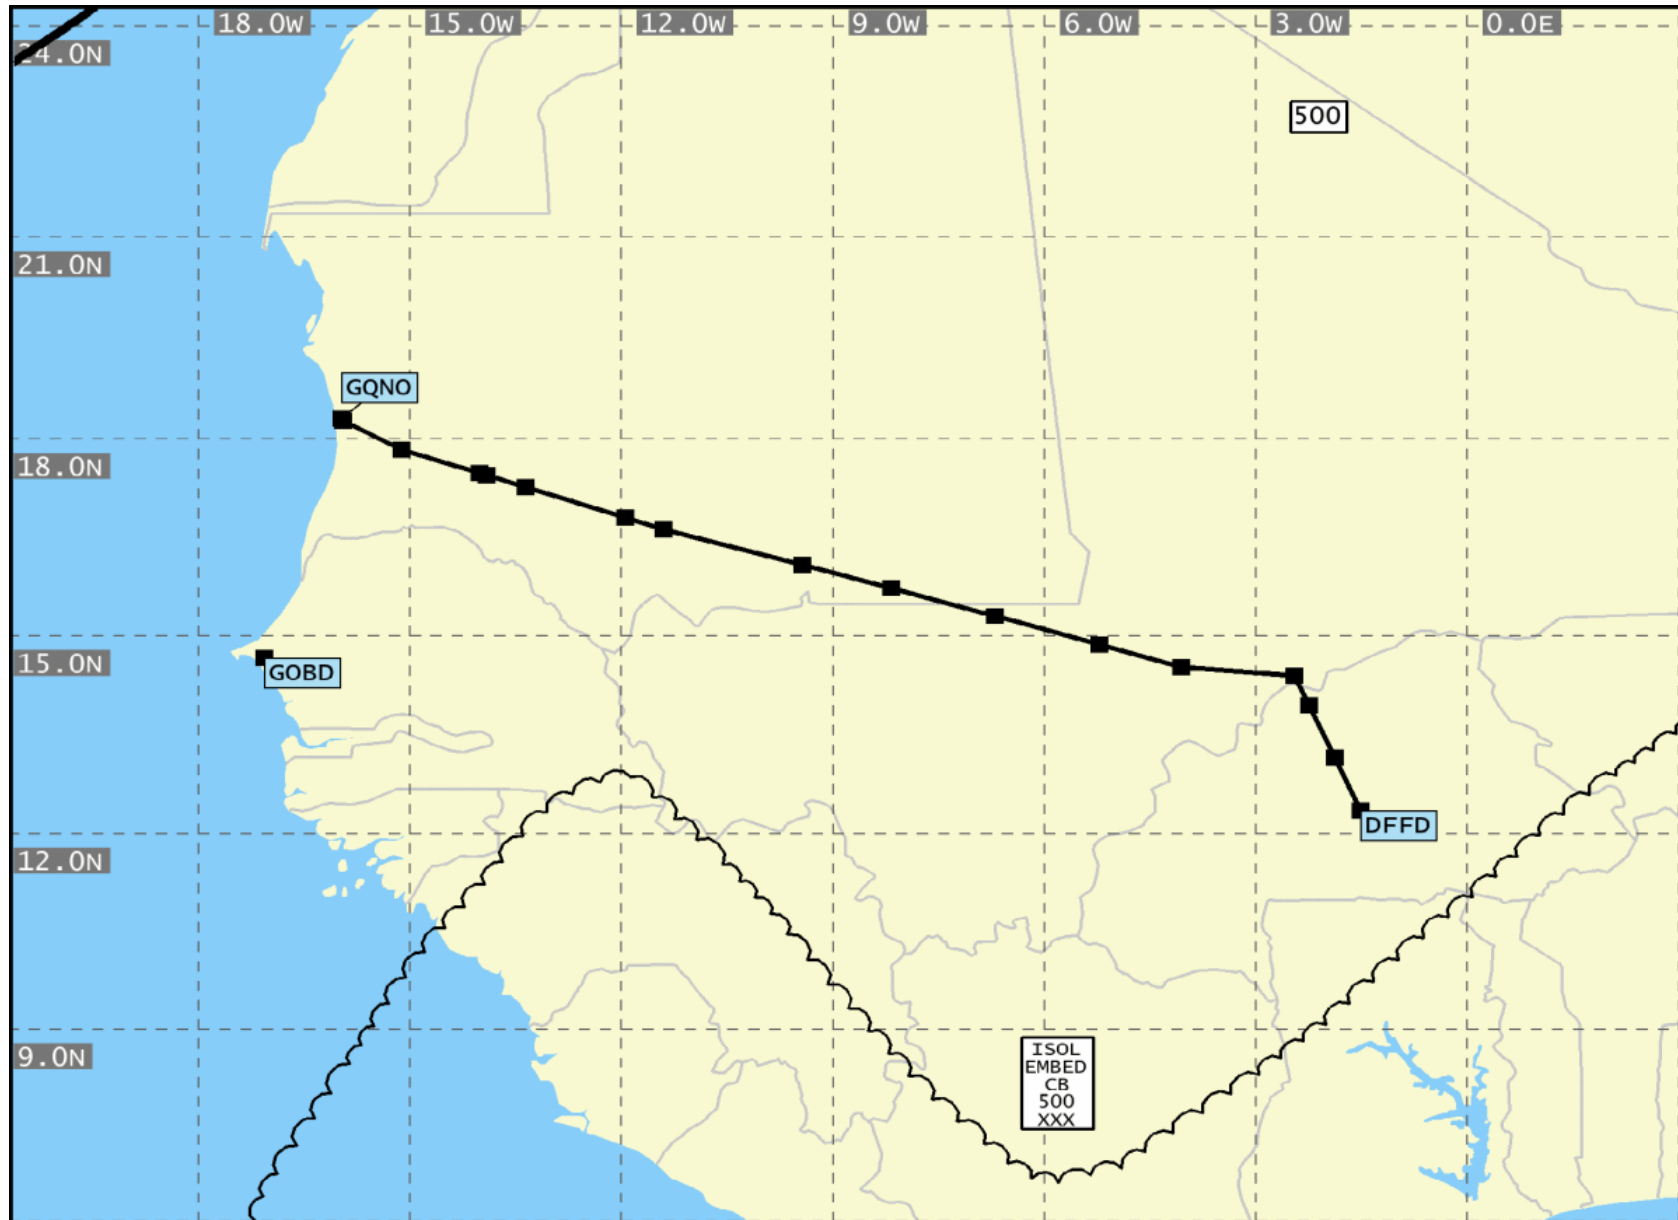 18.0W
15.0W
12.0W
9.0W
6.0W
3.0W
0.0E
24.0N
500
21.0N
GQNO
18.0N
15.0N
GOBD
DFFD
12.0N
9.0N
ISOL
EMBED
CB
500
XXX